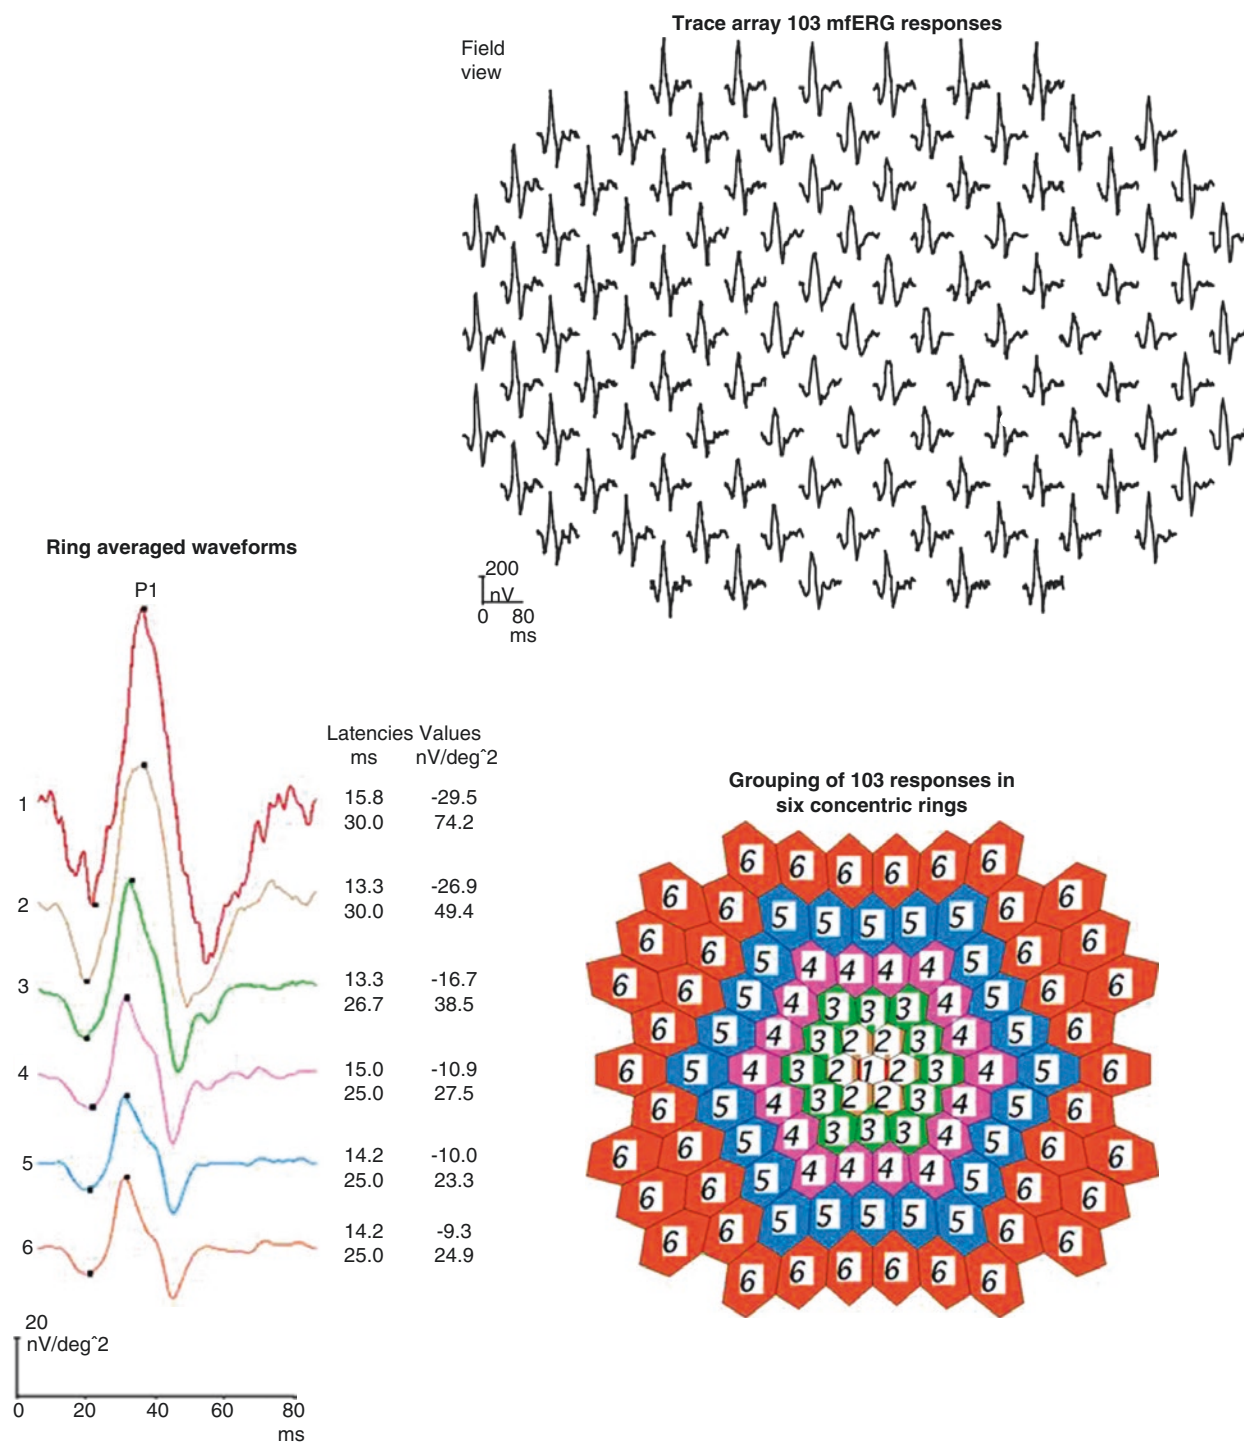 Trace array 103 mfERG responses
Field
view
200
nV
0 80
ms
Ring averaged waveforms
P1
Latencies Values
ms nV/degˆ2
1 15.8 -29.5
30.0 74.2
2 13.3 -26.9
30.0 49.4
3 13.3 -16.7
26.7 38.5
4 15.0 -10.9
25.0 27.5
5 14.2 -10.0
25.0 23.3
6 14.2 -9.3
25.0 24.9
20
nV/degˆ2
0 20 40 60 80
ms
Grouping of 103 responses in
six concentric rings
6 6 6 6 6 6
6 6 5 5 5 5 5 6 6
6 6 5 4 4 4 4 5 6 6
6 6 5 4 3 3 3 4 5 6 6
6 5 4 3 2 2 3 4 5 6
6 5 4 3 2 1 2 3 4 5 6
6 5 4 3 2 2 3 4 5 6
6 6 5 4 3 3 3 4 5 6 6
6 6 5 4 4 4 4 5 6 6
6 6 5 5 5 5 5 6 6
6 6 6 6 6 6